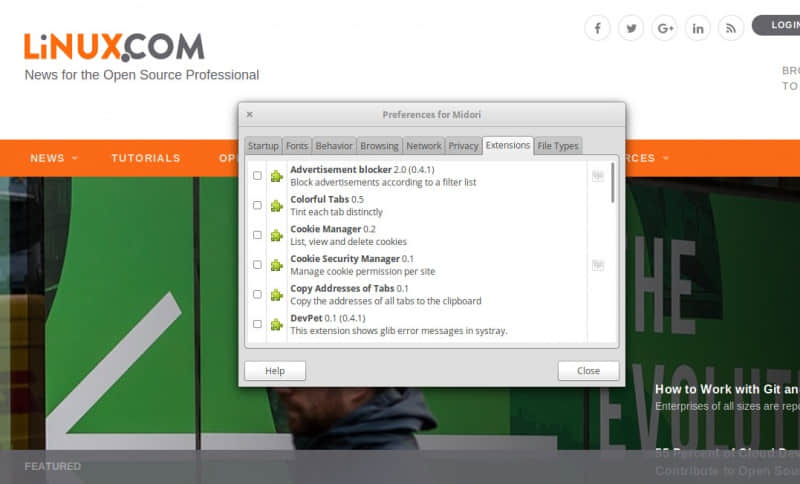 LiNUX.COM
News for the Open Source Professional
LOGIN
BRO
TO
NEWS
TUTORIALS
OP
RCES
Preferences for Midori
Startup Fonts Behavior Browsing Network Privacy Extensions File Types
Advertisement blocker 2.0 (0.4.1)
Block advertisements according to a filter list
Colorful Tabs 0.5
Tint each tab distinctly
Cookie Manager 0.2
List, view and delete cookies
Cookie Security Manager 0.1
Manage cookie permission per site
Copy Addresses of Tabs 0.1
Copy the addresses of all tabs to the clipboard
DevPet 0.1 (0.4.1)
This extension shows glib error messages in systray.
Help Close
THE
EVOLUT
How to Work with Git an
Enterprises of all sizes are repo
55 Percent of Cloud Dev
Contribute to Open Sou
FEATURED